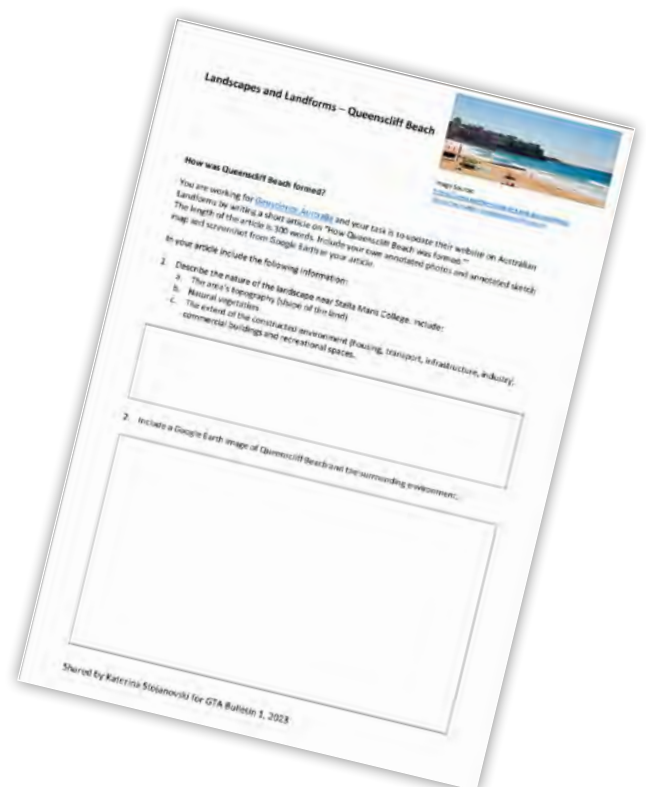 Landscapes and Landforms – Queenscliff Beach
Image Source:
How was Queenscliff Beach formed?
You are working for Geoscience Australia and your task is to update their website on Australian
Landforms by writing a short article on "How Queenscliff Beach was formed."
The length of the article is 300 words. Include your own annotated photos and annotated sketch
map and screenshot from Google Earth in your article.
In your article include the following information:
1. Describe the nature of the landscape near Stella Maris College. Include:
a. The area's topography (shape of the land)
b. Natural vegetation
c. The extent of the constructed environment (housing, transport, infrastructure, industry,
commercial buildings and recreational spaces.
2. Include a Google Earth image of Queenscliff Beach and the surrounding environment.
Shared by Katerina Stojanovski for GTA Bulletin 1, 2023